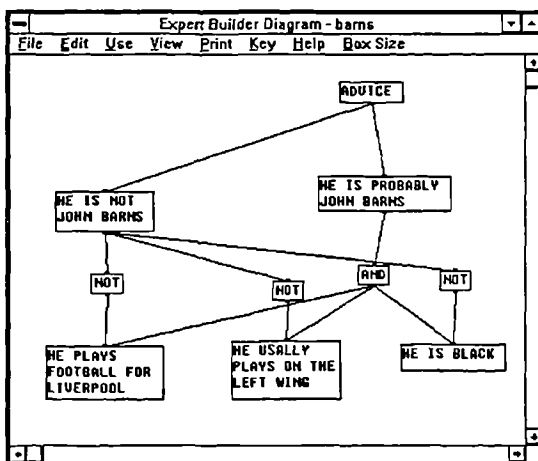 Expert Builder Diagram - barns
File Edit Use View Print Key Help Box Size
ADVICE
HE IS NOT
JOHN BARNS
HE IS PROBABLY
JOHN BARNS
NOT
NOT
AND
NOT
HE PLAYS
FOOTBALL FOR
LIVERPOOL
HE USALLY
PLAYS ON THE
LEFT WING
HE IS BLACK